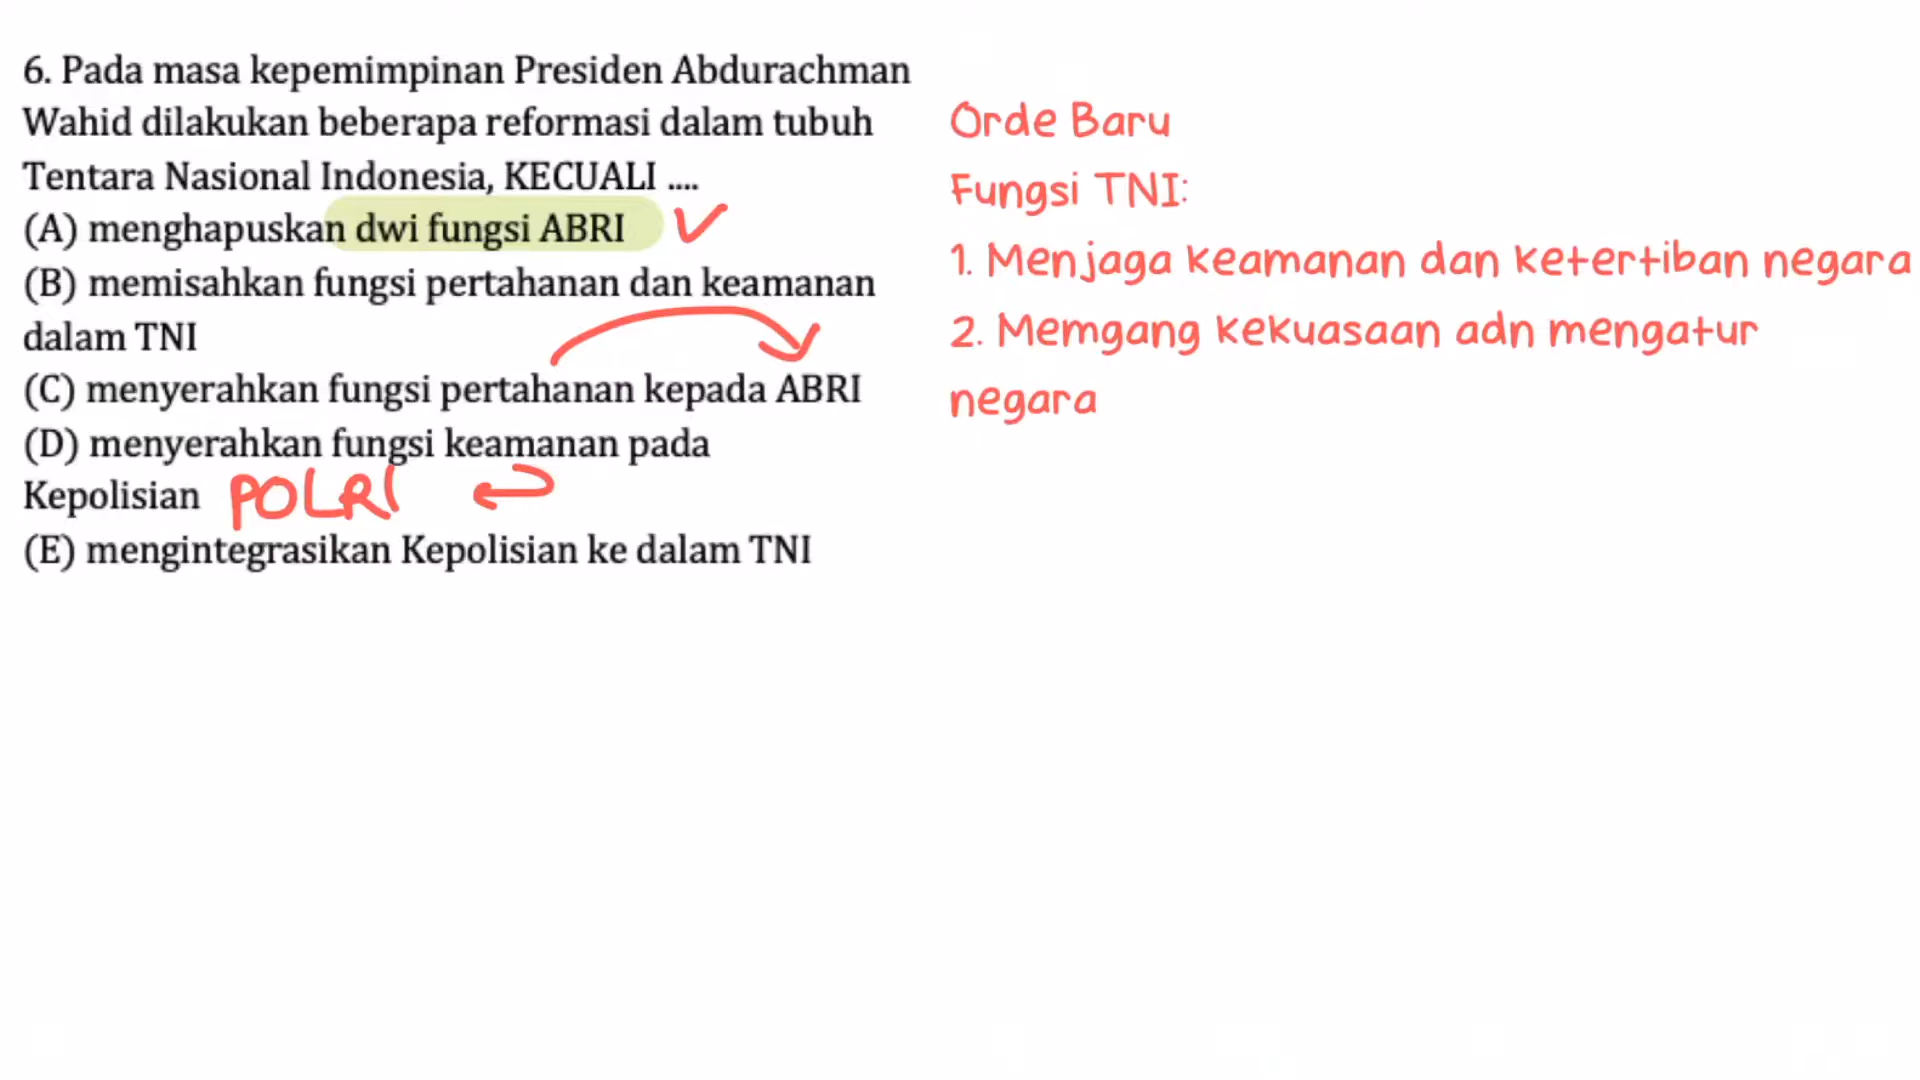 6. Pada masa kepemimpinan Presiden Abdurachman
Wahid dilakukan beberapa reformasi dalam tubuh
Tentara Nasional Indonesia, KECUALI ....
(A) menghapuskan dwi fungsi ABRI
(B) memisahkan fungsi pertahanan dan keamanan
dalam TNI
(C) menyerahkan fungsi pertahanan kepada ABRI
(D) menyerahkan fungsi keamanan pada
Kepolisian POLRI
(E) mengintegrasikan Kepolisian ke dalam TNI
Orde Baru
Fungsi TNI:
1. Menjaga keamanan dan ketertiban negara
2. Memgang kekuasaan adn mengatur
negara